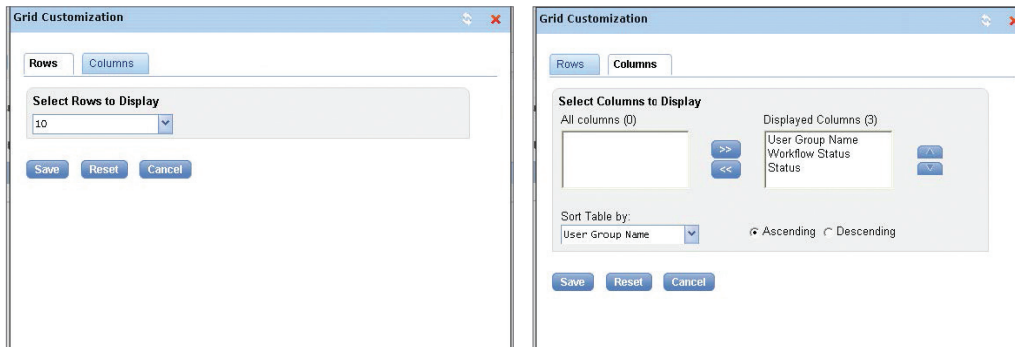 Grid Customization
Rows Columns
Select Rows to Display
10
Save Reset Cancel
Grid Customization
Rows Columns
Select Columns to Display
All columns (0) Displayed Columns (3)
>>
<<
User Group Name
Workflow Status
Status
Sort Table by:
User Group Name Ascending Descending
Save Reset Cancel